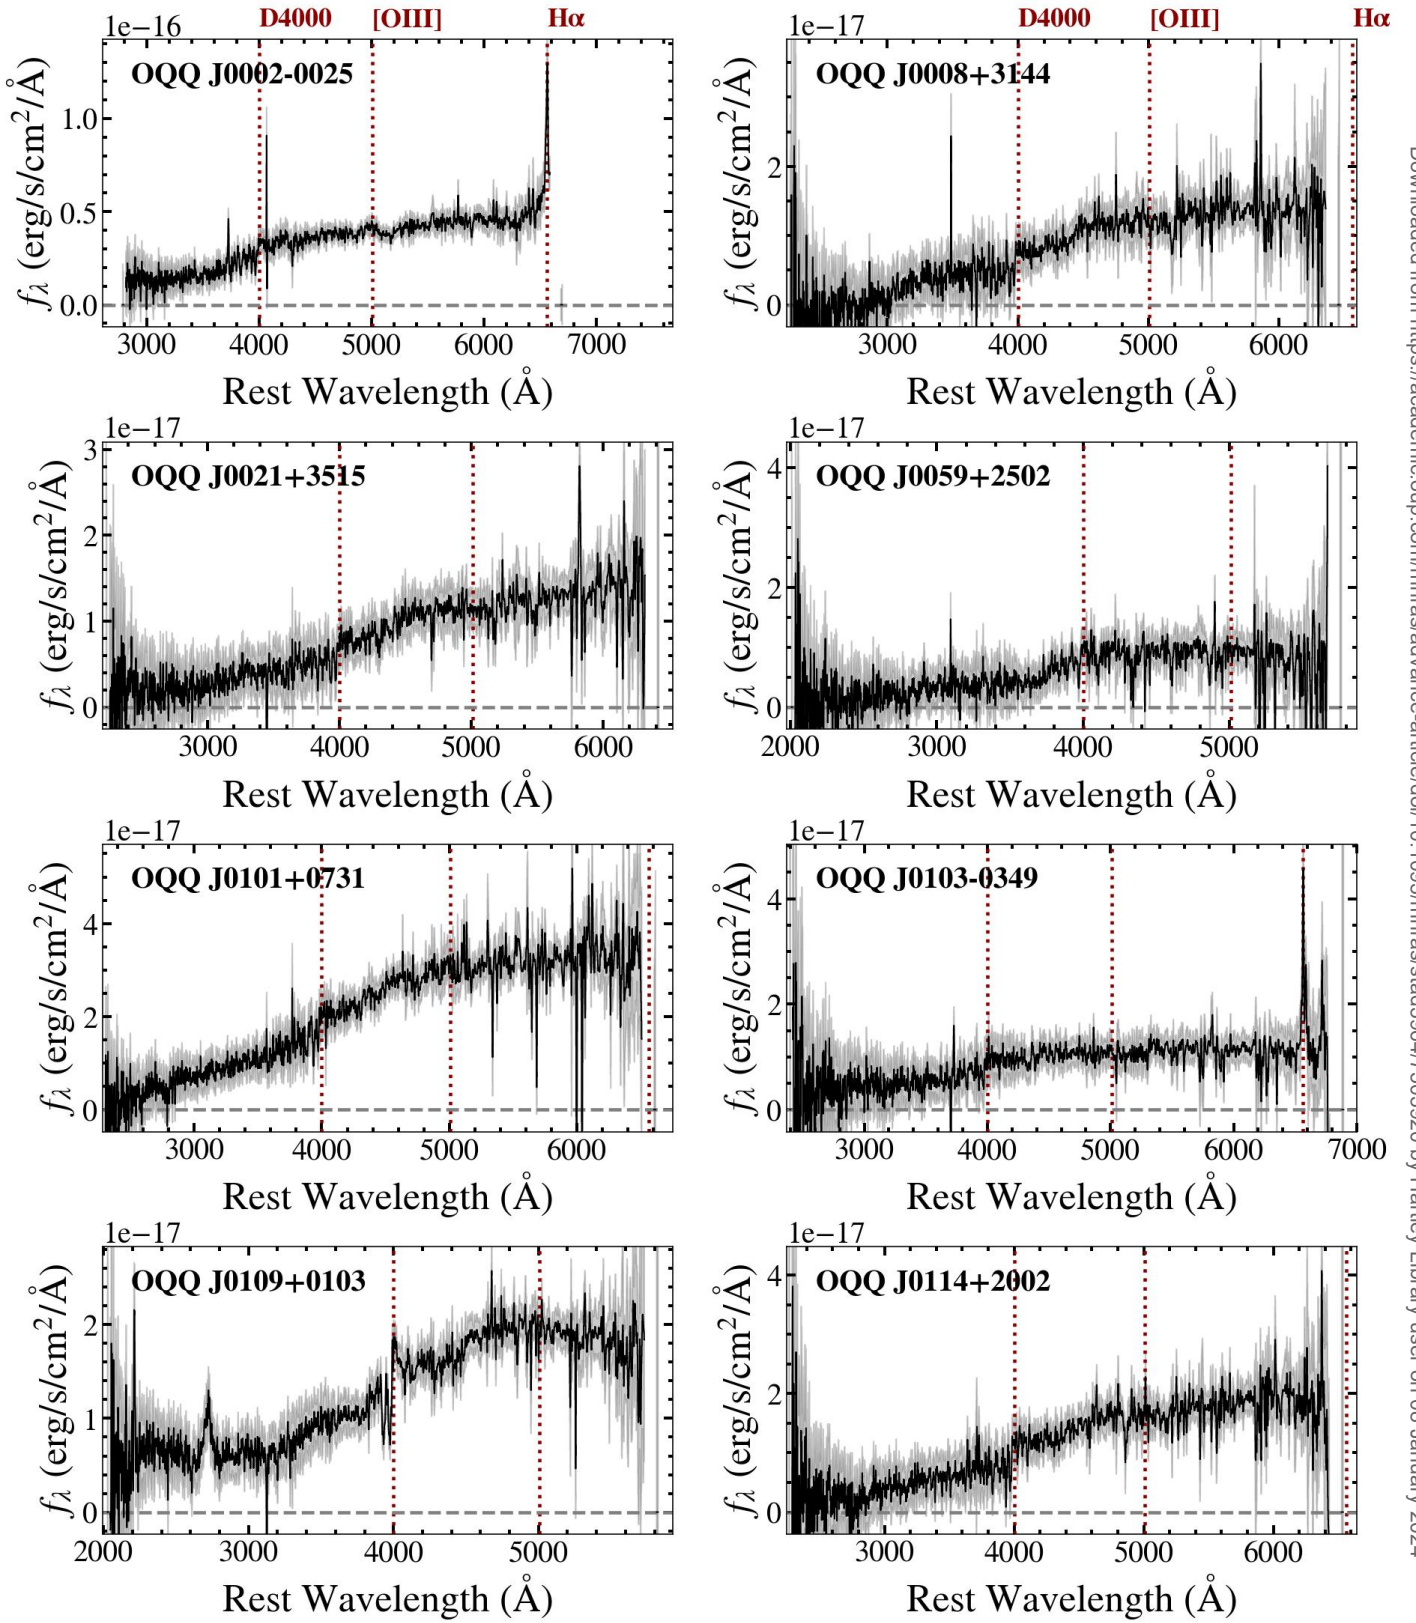 D4000 [OIII] Hα D4000 [OIII] Hα
1e−16 1e−17
OQQ J0002-0025 OQQ J0008+3144
fλ (erg/s/cm²/Å) fλ (erg/s/cm²/Å)
1.0
0.5
0.0
2
0
3000 4000 5000 6000 7000 3000 4000 5000 6000
Rest Wavelength (Å) Rest Wavelength (Å)
1e−17 1e−17
OQQ J0021+3515 OQQ J0059+2502
fλ (erg/s/cm²/Å) fλ (erg/s/cm²/Å)
3
2
1
0
4
2
0
3000 4000 5000 6000 2000 3000 4000 5000
Rest Wavelength (Å) Rest Wavelength (Å)
1e−17 1e−17
OQQ J0101+0731 OQQ J0103-0349
fλ (erg/s/cm²/Å) fλ (erg/s/cm²/Å)
4
2
0
4
2
0
3000 4000 5000 6000 3000 4000 5000 6000 7000
Rest Wavelength (Å) Rest Wavelength (Å)
1e−17 1e−17
OQQ J0109+0103 OQQ J0114+2002
fλ (erg/s/cm²/Å) fλ (erg/s/cm²/Å)
2
1
0
4
2
0
2000 3000 4000 5000 3000 4000 5000 6000
Rest Wavelength (Å) Rest Wavelength (Å)